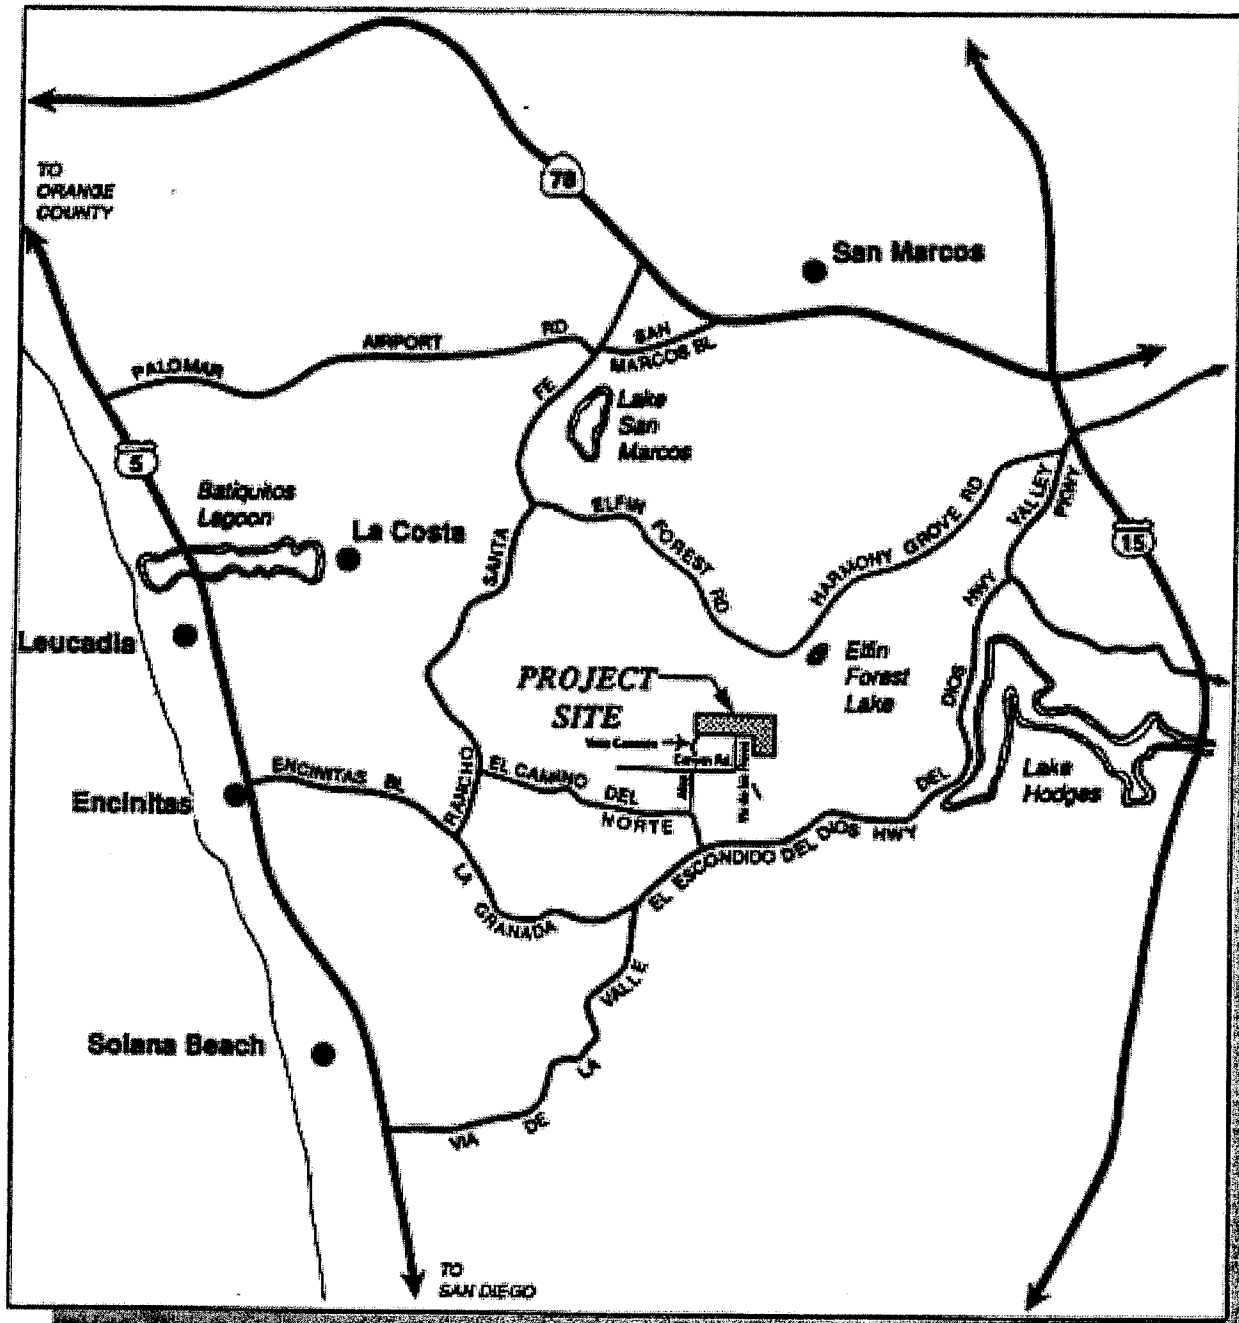 TO
ORANGE
COUNTY
78
San Marcos
PALOMAR AIRPORT RD
SAN
MARCOS BL
Lake
San
Marcos
5
Batiquitos
Lagoon
La Costa
RANCHO SANTA FE
ELFIN FOREST RD
HARMONY GROVE RD
VALLEY
PKWY
15
Leucadia
Elfin
Forest
Lake
PROJECT
SITE
Rd.
DEL DIOS HWY
Lake
Hodges
Encinitas
ENCINITAS BL
EL CAMINO DEL
NORTE
LA GRANADA
EL ESCONDIDO DEL DIOS HWY
VIA DE LA VALLE
Solana Beach
TO
SAN DIEGO